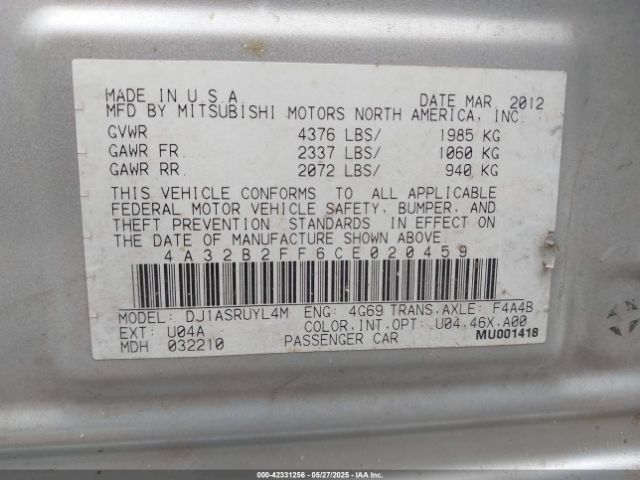 MADE IN U.S.A. DATE MAR 2012
MFD BY MITSUBISHI MOTORS NORTH AMERICA, INC.
GVWR 4376 LBS/ 1985 KG
GAWR FR. 2337 LBS/ 1060 KG
GAWR RR. 2072 LBS/ 940 KG
THIS VEHICLE CONFORMS TO ALL APPLICABLE
FEDERAL MOTOR VEHICLE SAFETY, BUMPER, AND
THEFT PREVENTION STANDARDS IN EFFECT ON
THE DATE OF MANUFACTURE SHOWN ABOVE.
4A32B2FF6CE020459
MODEL: DJ1ASRUYL4M ENG: 4G69 TRANS,AXLE: F4A4B
EXT: U04A COLOR,INT,OPT: U04,46X,A00
MDH 032210 PASSENGER CAR MU001418
000-42331256 - 05/27/2025 - IAAI.COM